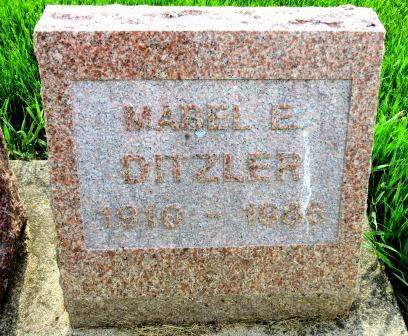 MABEL E.
DITZLER
1910 - 1986